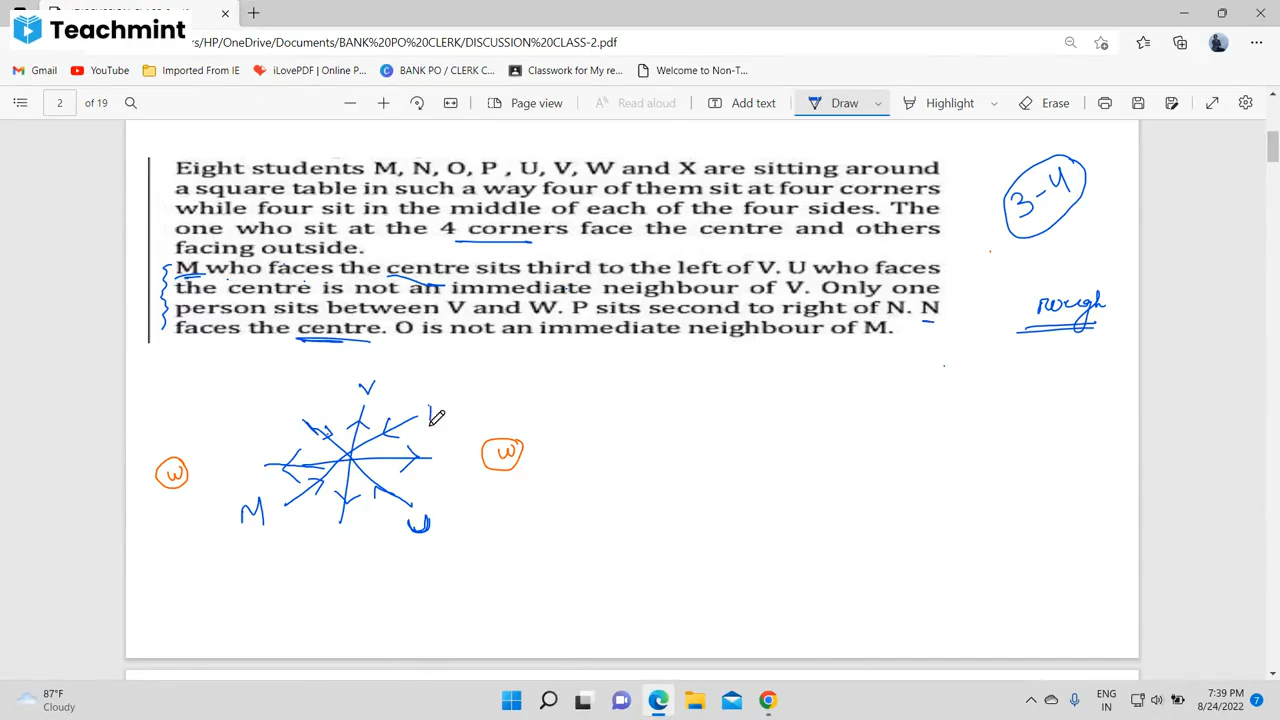 Teachmint
s/HP/OneDrive/Documents/BANK%20PO%20CLERK/DISCUSSION%20CLASS-2.pdf
Gmail YouTube Imported From IE iLovePDF | Online P... BANK PO / CLERK C... Classwork for My re... Welcome to Non-T...
2 of 19 Page view Read aloud Add text Draw Highlight Erase
Eight students M, N, O, P , U, V, W and X are sitting around
a square table in such a way four of them sit at four corners
while four sit in the middle of each of the four sides. The
one who sit at the 4 corners face the centre and others
facing outside.
M who faces the centre sits third to the left of V. U who faces
the centre is not an immediate neighbour of V. Only one
person sits between V and W. P sits second to right of N. N
faces the centre. O is not an immediate neighbour of M.
3-4
rough
V
W
W
M
U
87°F
Cloudy
ENG
IN
7:39 PM
8/24/2022
7